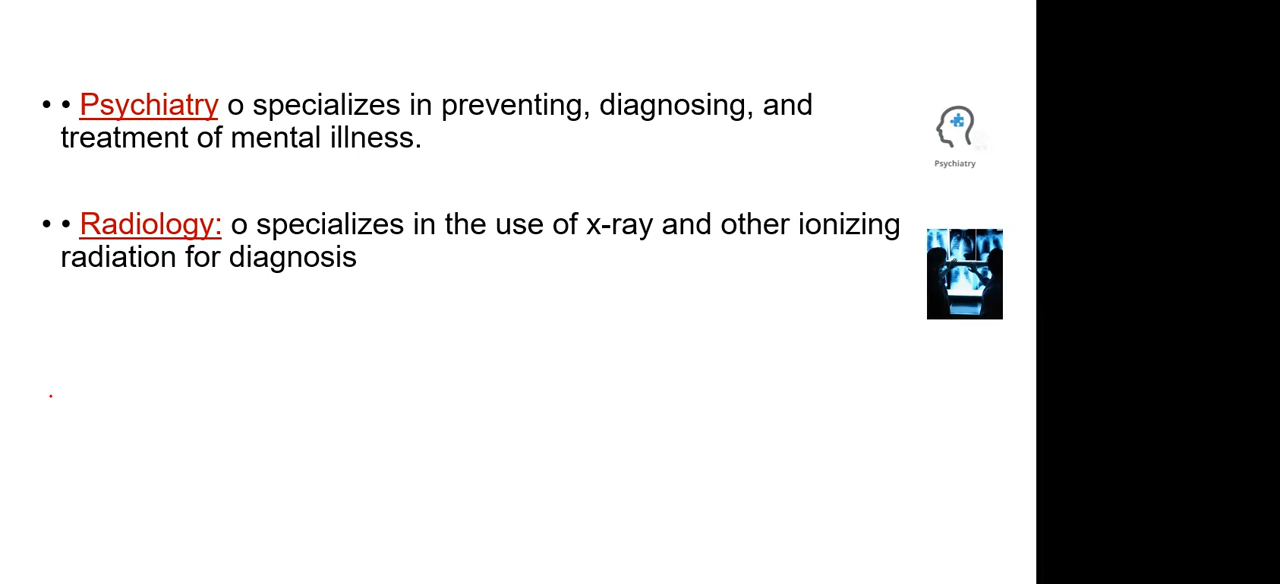 • • Psychiatry o specializes in preventing, diagnosing, and
treatment of mental illness.
Psychiatry
• • Radiology: o specializes in the use of x-ray and other ionizing
radiation for diagnosis
.